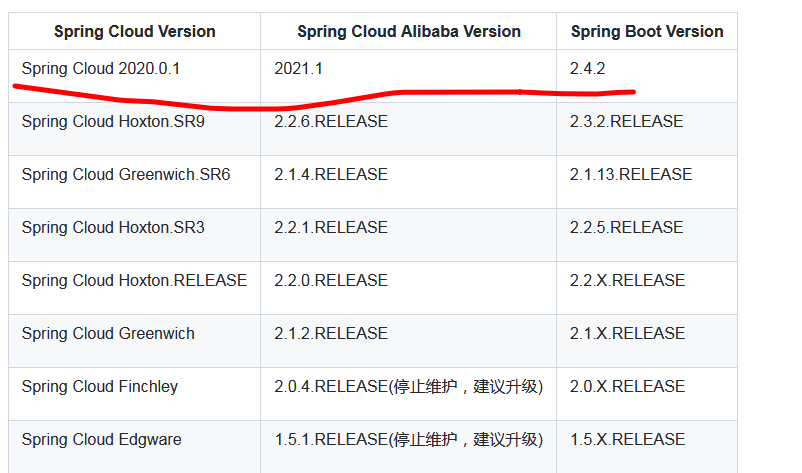 Spring Cloud Version Spring Cloud Alibaba Version Spring Boot Version
Spring Cloud 2020.0.1 2021.1 2.4.2
Spring Cloud Hoxton.SR9 2.2.6.RELEASE 2.3.2.RELEASE
Spring Cloud Greenwich.SR6 2.1.4.RELEASE 2.1.13.RELEASE
Spring Cloud Hoxton.SR3 2.2.1.RELEASE 2.2.5.RELEASE
Spring Cloud Hoxton.RELEASE 2.2.0.RELEASE 2.2.X.RELEASE
Spring Cloud Greenwich 2.1.2.RELEASE 2.1.X.RELEASE
Spring Cloud Finchley 2.0.4.RELEASE(停止维护，建议升级) 2.0.X.RELEASE
Spring Cloud Edgware 1.5.1.RELEASE(停止维护，建议升级) 1.5.X.RELEASE